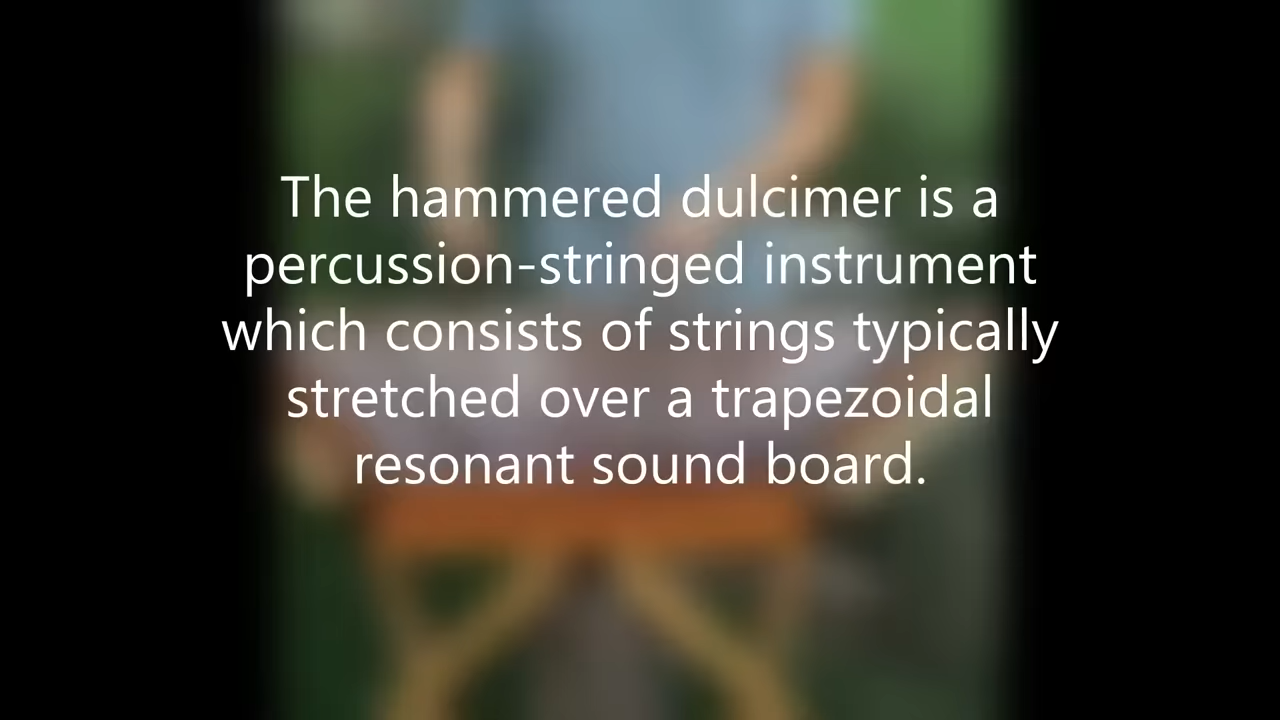 The hammered dulcimer is a
percussion-stringed instrument
which consists of strings typically
stretched over a trapezoidal
resonant sound board.